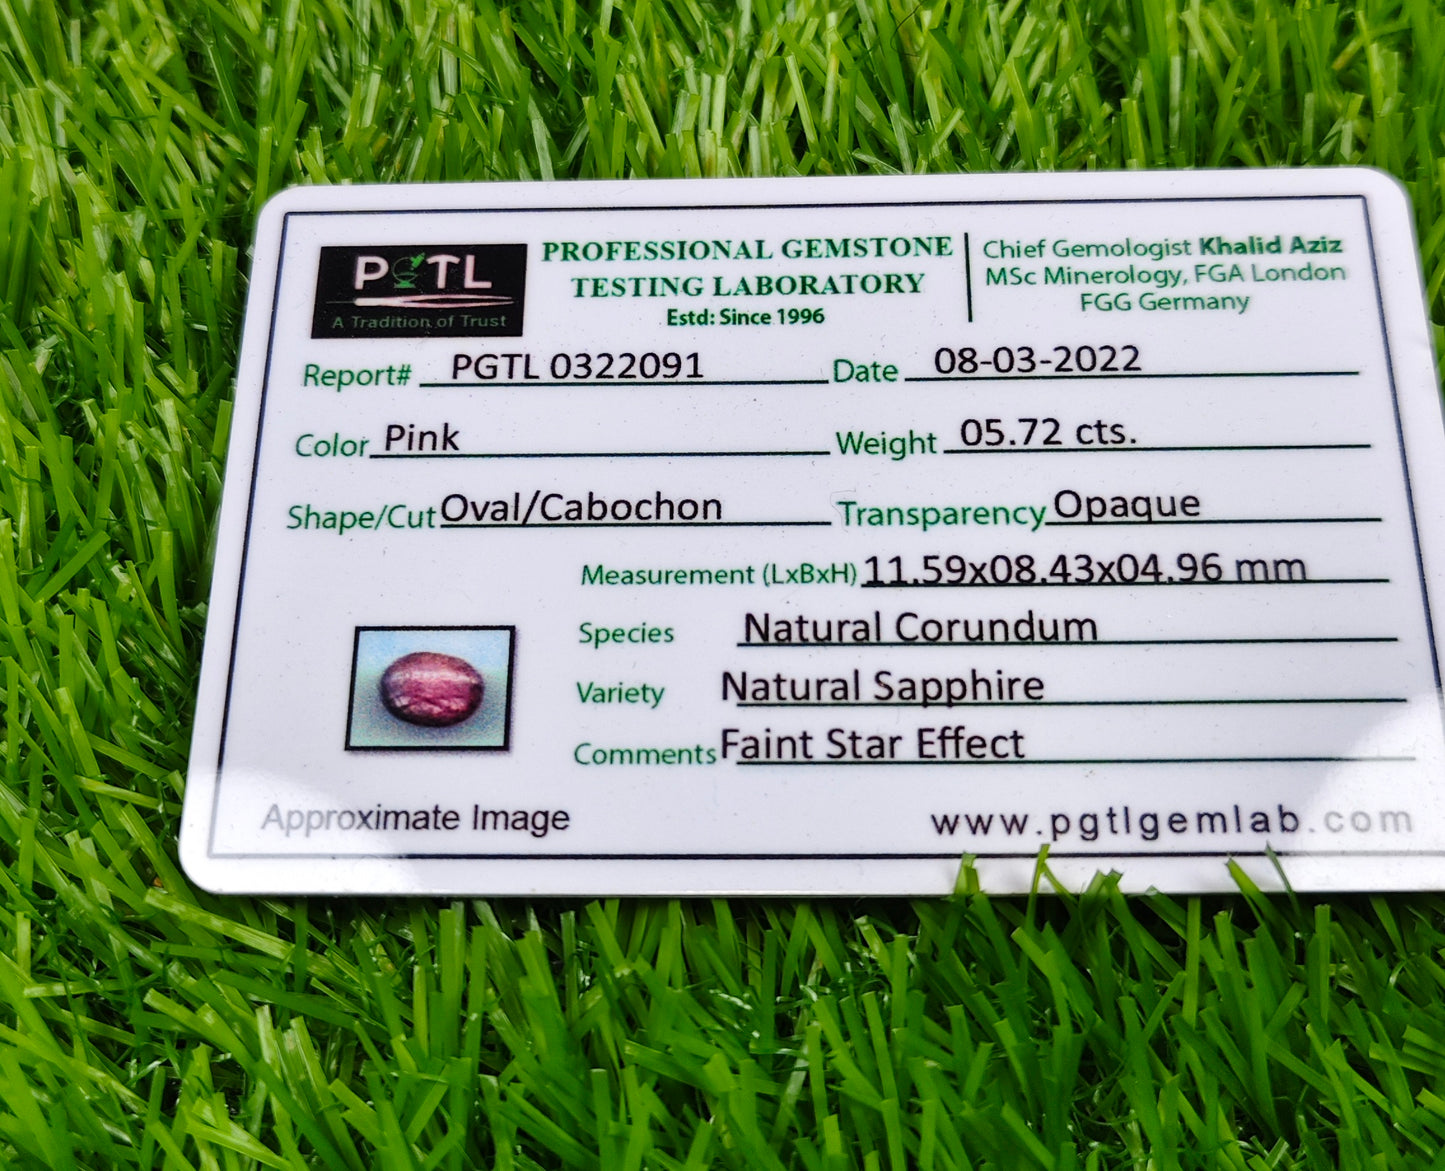 PGTL
A Tradition of Trust
PROFESSIONAL GEMSTONE
TESTING LABORATORY
Estd: Since 1996
Chief Gemologist Khalid Aziz
MSc Minerology, FGA London
FGG Germany
Report# PGTL 0322091 Date 08-03-2022
Color Pink Weight 05.72 cts.
Shape/Cut Oval/Cabochon Transparency Opaque
Measurement (LxBxH) 11.59x08.43x04.96 mm
Species Natural Corundum
Variety Natural Sapphire
Comments Faint Star Effect
Approximate Image www.pgtlgemlab.com